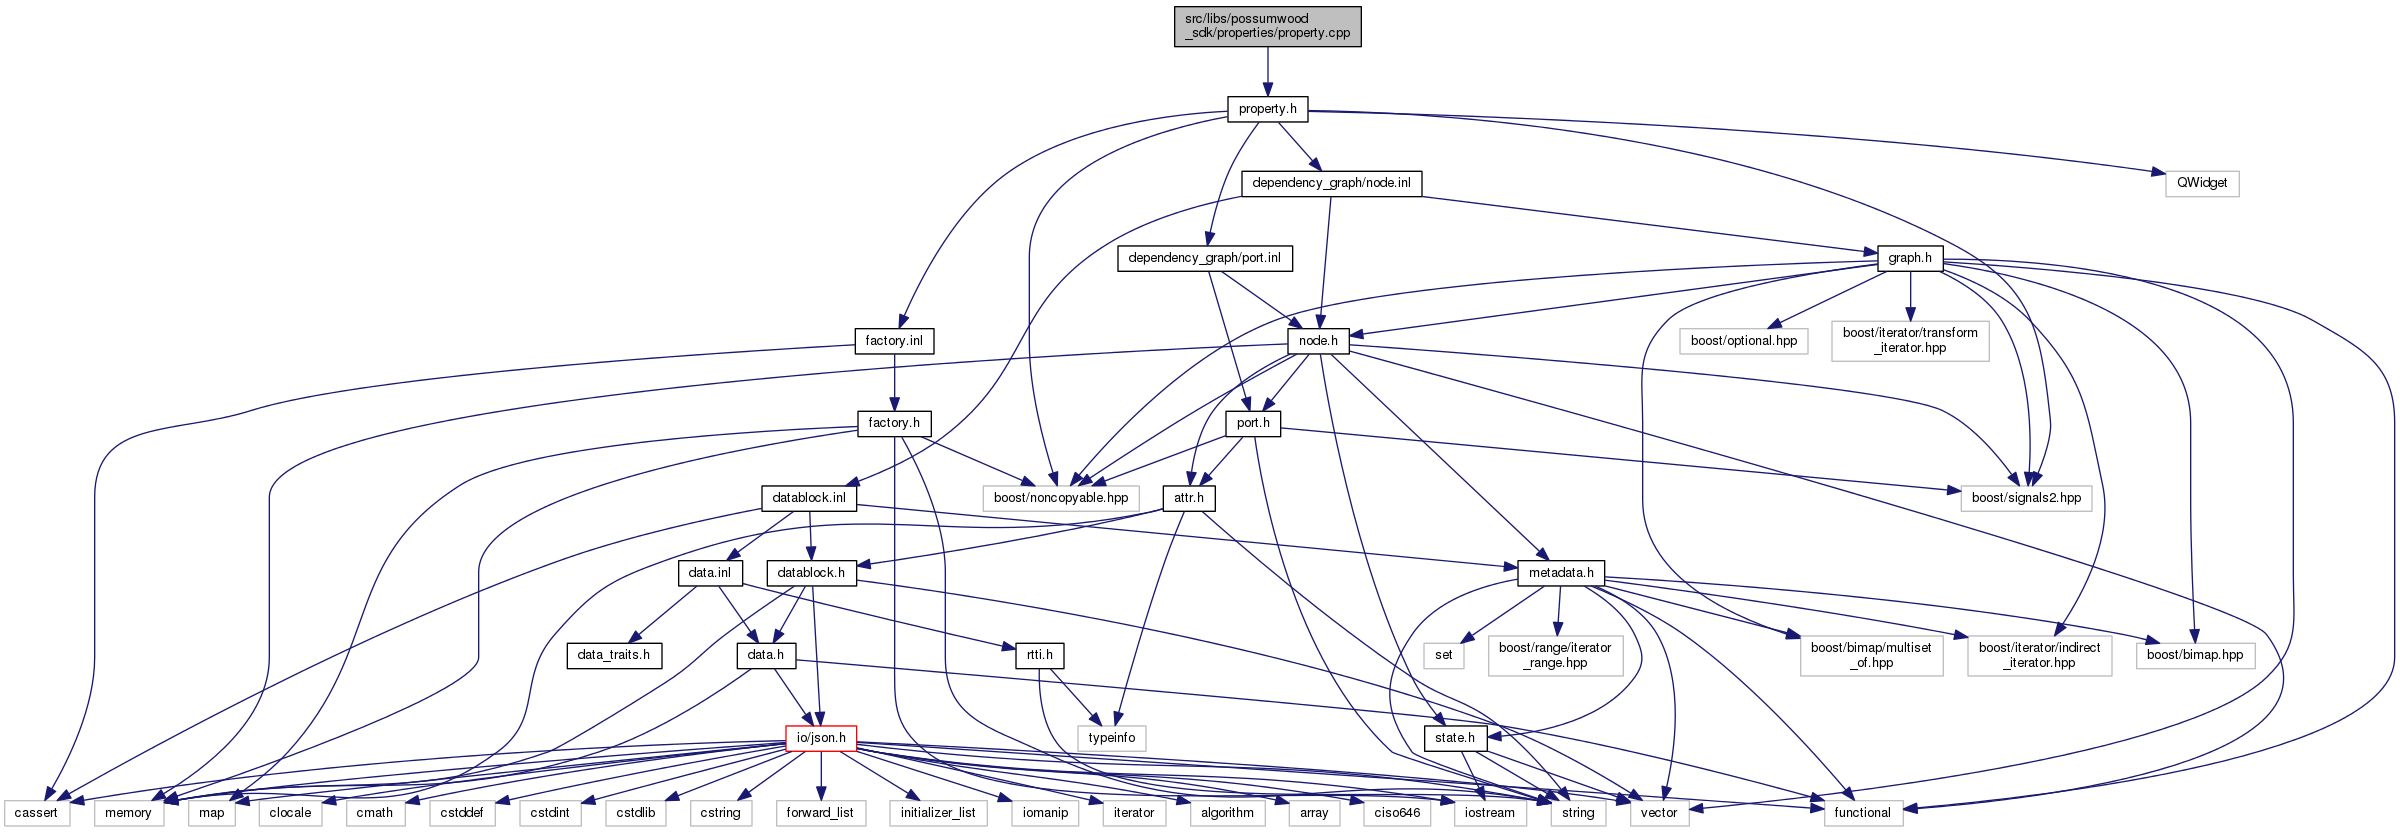 src/libs/possumwood
_sdk/properties/property.cpp
property.h
QWidget
dependency_graph/node.inl
dependency_graph/port.inl
graph.h
factory.inl
node.h
boost/optional.hpp
boost/iterator/transform
_iterator.hpp
factory.h
port.h
datablock.inl
boost/noncopyable.hpp
attr.h
boost/signals2.hpp
data.inl
datablock.h
metadata.h
data_traits.h
data.h
rtti.h
set
boost/range/iterator
_range.hpp
boost/bimap/multiset
_of.hpp
boost/iterator/indirect
_iterator.hpp
boost/bimap.hpp
io/json.h
typeinfo
state.h
cassert
memory
map
clocale
cmath
cstddef
cstdint
cstdlib
cstring
forward_list
initializer_list
iomanip
iterator
algorithm
array
ciso646
iostream
string
vector
functional